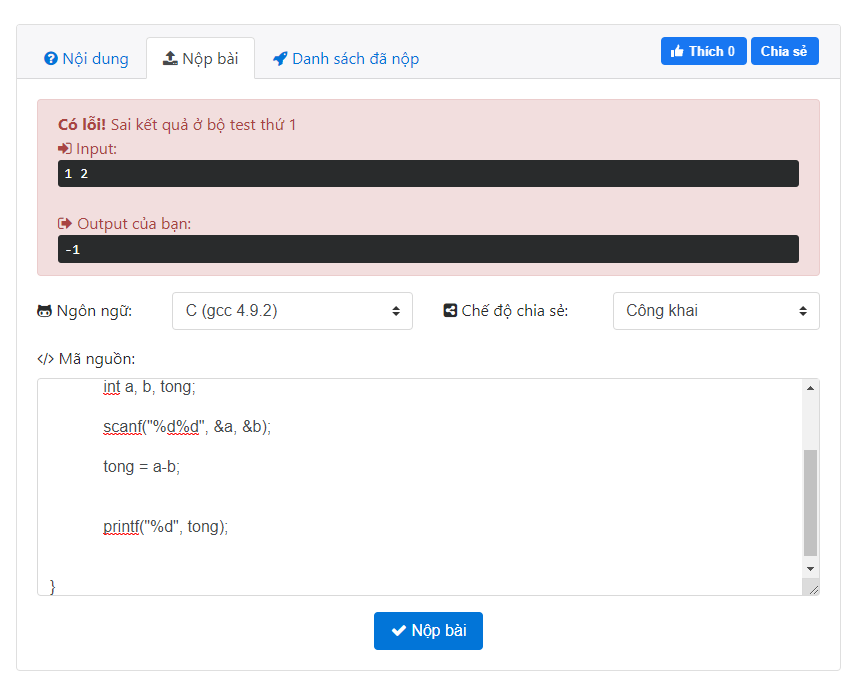 Nội dung
Nộp bài
Danh sách đã nộp
Thích 0
Chia sẻ
Có lỗi! Sai kết quả ở bộ test thứ 1
Input:
1 2
Output của bạn:
-1
Ngôn ngữ:
C (gcc 4.9.2)
Chế độ chia sẻ:
Công khai
</> Mã nguồn:
int a, b, tong;
scanf("%d%d", &a, &b);
tong = a-b;
printf("%d", tong);
}
Nộp bài